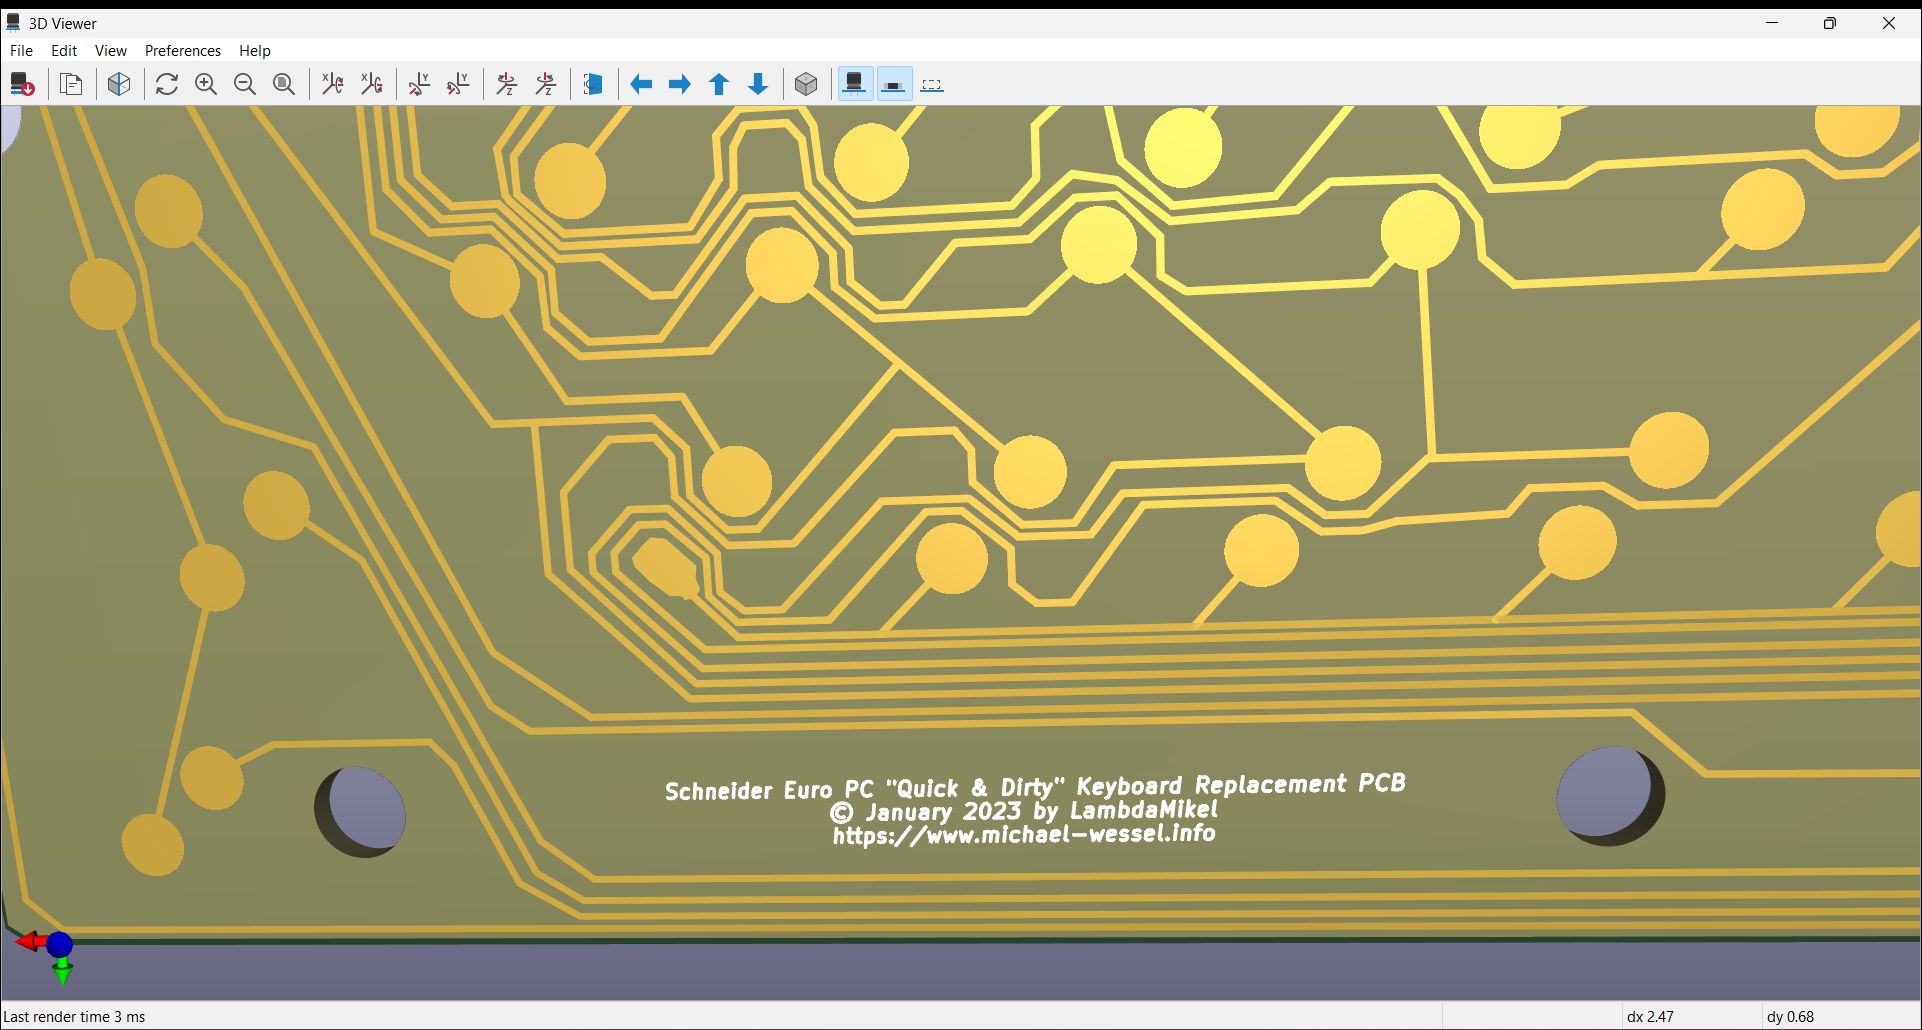 3D Viewer
File Edit View Preferences Help
Schneider Euro PC "Quick & Dirty" Keyboard Replacement PCB
© January 2023 by LambdaMikel
https://www.michael-wessel.info
Last render time 3 ms
dx 2.47
dy 0.68